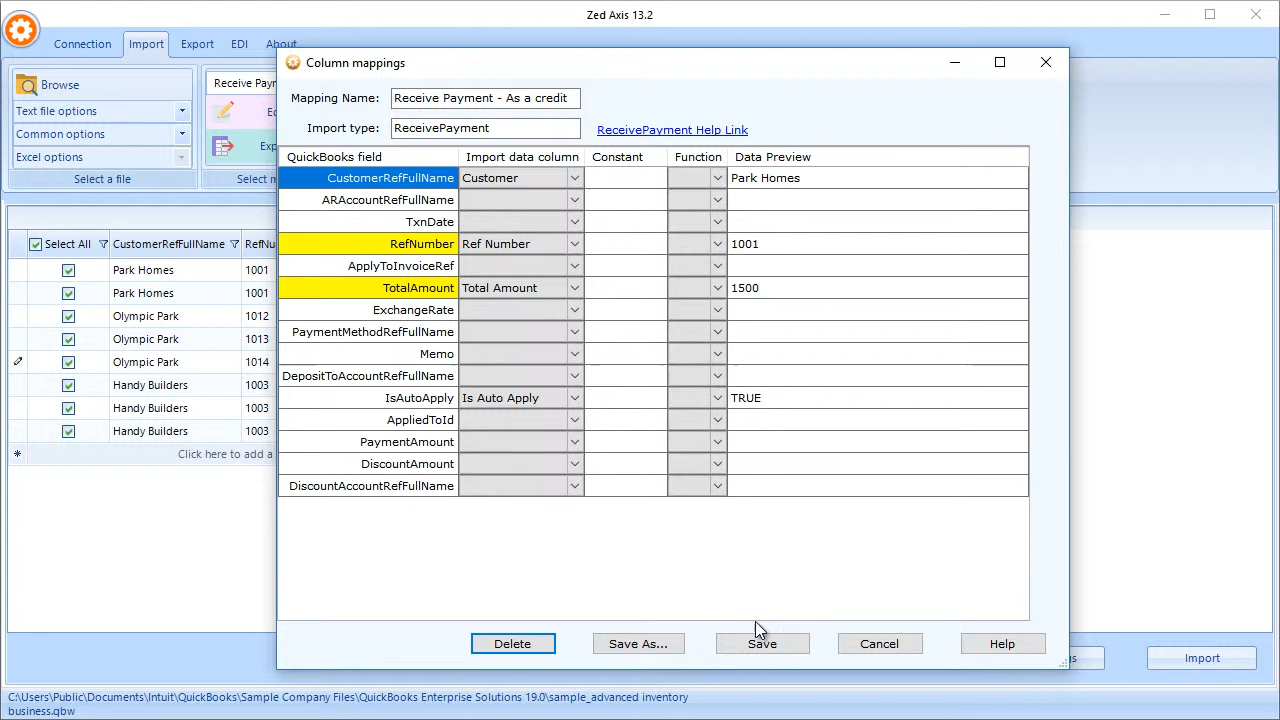 Zed Axis 13.2
Connection Import Export EDI About
Browse
Text file options
Common options
Excel options
Select a file
Receive Payr
Select All CustomerRefFullName RefNu
Park Homes 1001
Park Homes 1001
Olympic Park 1012
Olympic Park 1013
Olympic Park 1014
Handy Builders 1003
Handy Builders 1003
Handy Builders 1003
Click here to add a
Column mappings
Mapping Name: Receive Payment - As a credit
Import type: ReceivePayment ReceivePayment Help Link
QuickBooks field Import data column Constant Function Data Preview
CustomerRefFullName Customer Park Homes
ARAccountRefFullName
TxnDate
RefNumber Ref Number 1001
ApplyToInvoiceRef
TotalAmount Total Amount 1500
ExchangeRate
PaymentMethodRefFullName
Memo
DepositToAccountRefFullName
IsAutoApply Is Auto Apply TRUE
AppliedToId
PaymentAmount
DiscountAmount
DiscountAccountRefFullName
Delete Save As... Save Cancel Help
Import
C:\Users\Public\Documents\Intuit\QuickBooks\Sample Company Files\QuickBooks Enterprise Solutions 19.0\sample_advanced inventory
business.qbw